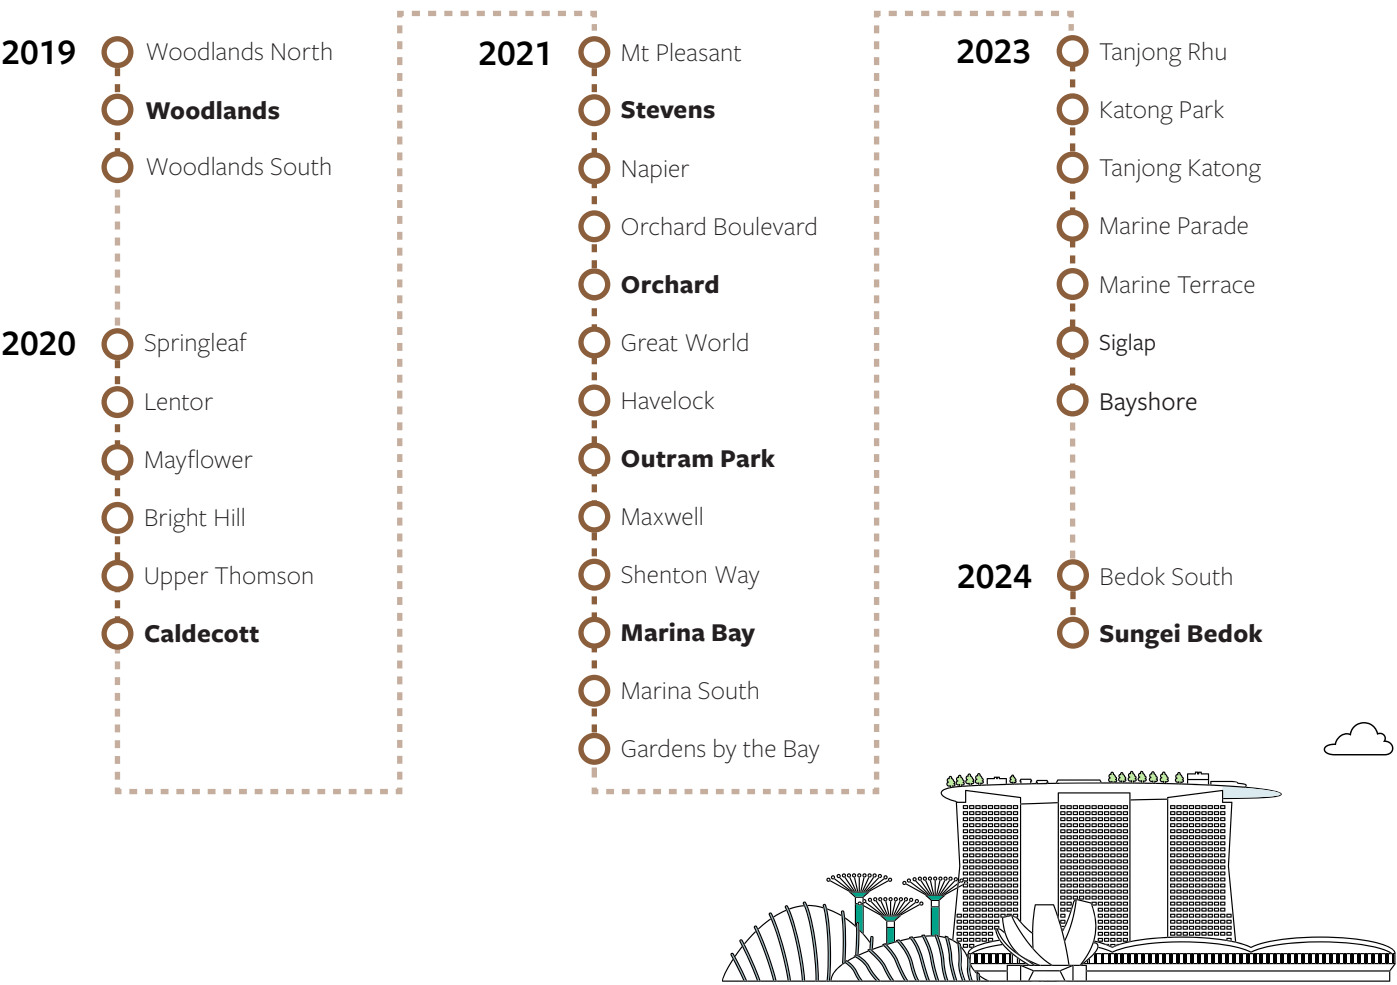 2019
Woodlands North
Woodlands
Woodlands South
2020
Springleaf
Lentor
Mayflower
Bright Hill
Upper Thomson
Caldecott
2021
Mt Pleasant
Stevens
Napier
Orchard Boulevard
Orchard
Great World
Havelock
Outram Park
Maxwell
Shenton Way
Marina Bay
Marina South
Gardens by the Bay
2023
Tanjong Rhu
Katong Park
Tanjong Katong
Marine Parade
Marine Terrace
Siglap
Bayshore
2024
Bedok South
Sungei Bedok